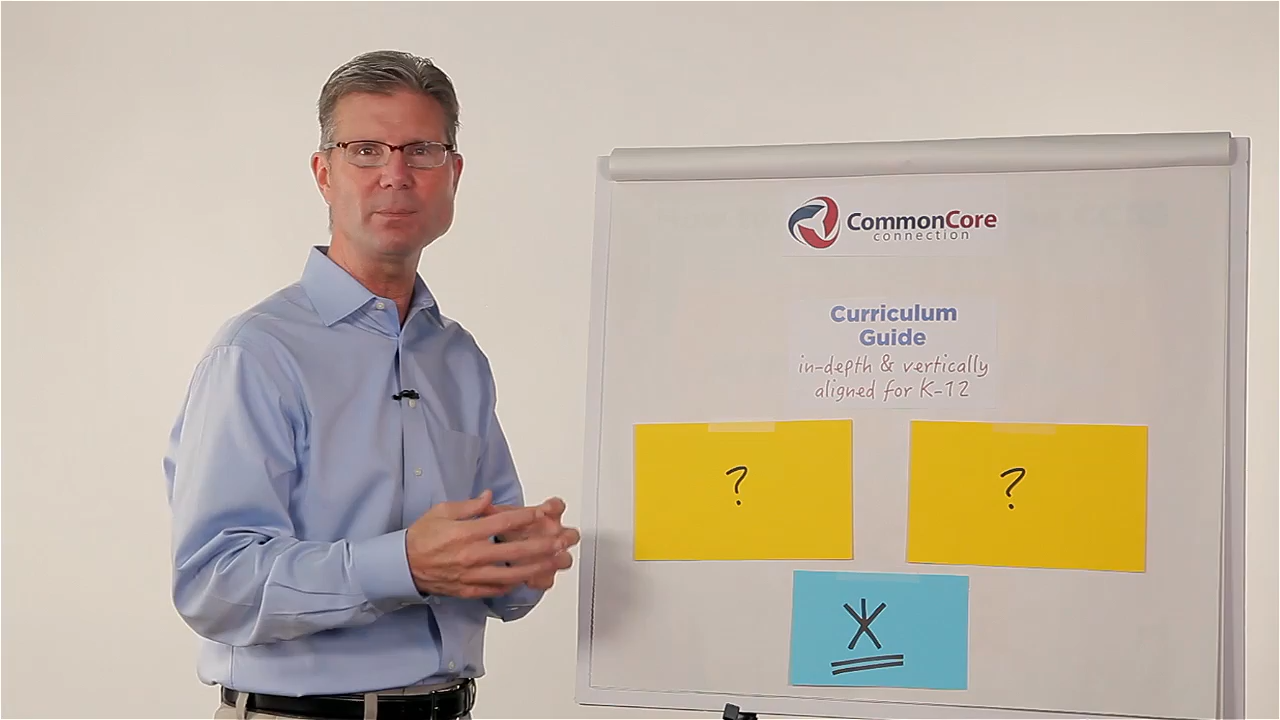 CommonCore
connection
Curriculum
Guide
in-depth & vertically
aligned for K-12
? ?
*